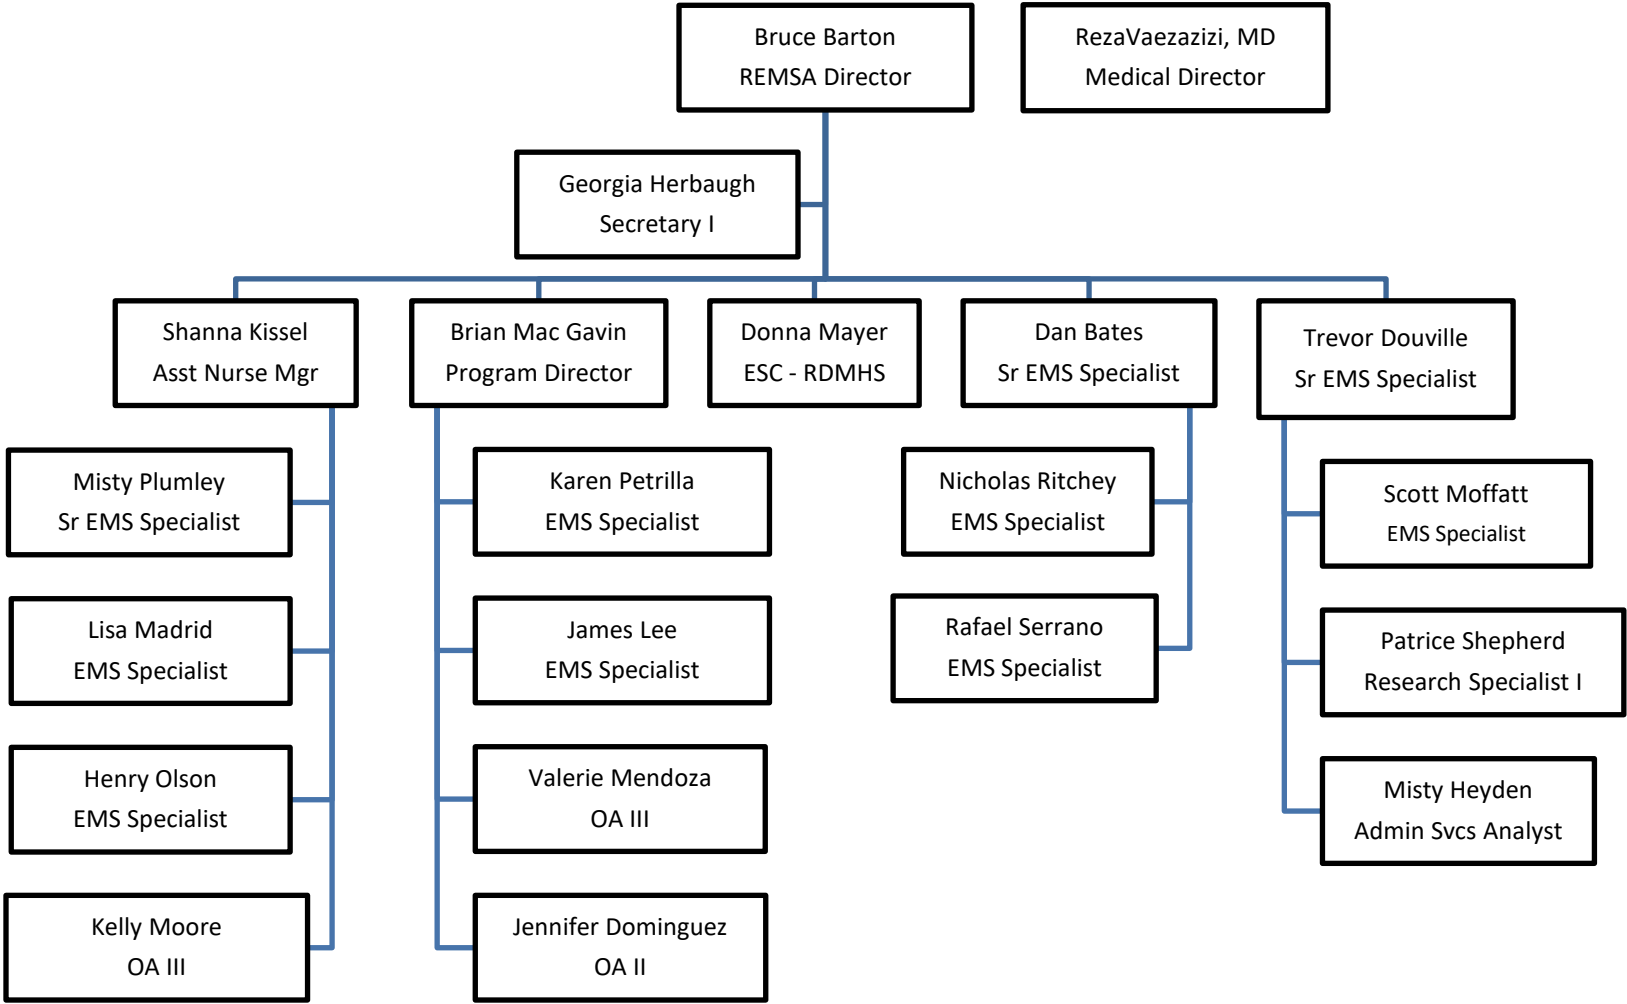 Bruce Barton
REMSA Director
RezaVaezazizi, MD
Medical Director
Georgia Herbaugh
Secretary I
Shanna Kissel
Asst Nurse Mgr
Brian Mac Gavin
Program Director
Donna Mayer
ESC - RDMHS
Dan Bates
Sr EMS Specialist
Trevor Douville
Sr EMS Specialist
Misty Plumley
Sr EMS Specialist
Karen Petrilla
EMS Specialist
Nicholas Ritchey
EMS Specialist
Scott Moffatt
EMS Specialist
Lisa Madrid
EMS Specialist
James Lee
EMS Specialist
Rafael Serrano
EMS Specialist
Patrice Shepherd
Research Specialist I
Henry Olson
EMS Specialist
Valerie Mendoza
OA III
Misty Heyden
Admin Svcs Analyst
Kelly Moore
OA III
Jennifer Dominguez
OA II